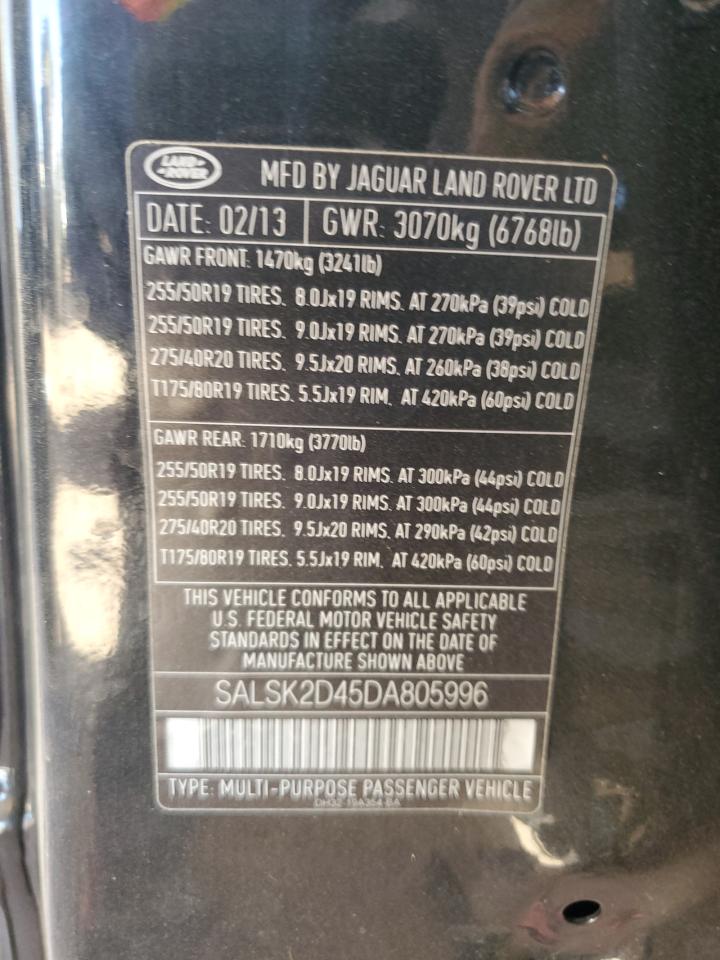 LAND-
-ROVER
MFD BY JAGUAR LAND ROVER LTD
DATE: 02/13 GWR: 3070kg (6768lb)
GAWR FRONT: 1470kg (3241lb)
255/50R19 TIRES. 8.0Jx19 RIMS. AT 270kPa (39psi) COLD
255/50R19 TIRES. 9.0Jx19 RIMS. AT 270kPa (39psi) COLD
275/40R20 TIRES. 9.5Jx20 RIMS. AT 260kPa (38psi) COLD
T175/80R19 TIRES. 5.5Jx19 RIM. AT 420kPa (60psi) COLD
GAWR REAR: 1710kg (3770lb)
255/50R19 TIRES. 8.0Jx19 RIMS. AT 300kPa (44psi) COLD
255/50R19 TIRES. 9.0Jx19 RIMS. AT 300kPa (44psi) COLD
275/40R20 TIRES. 9.5Jx20 RIMS. AT 290kPa (42psi) COLD
T175/80R19 TIRES. 5.5Jx19 RIM. AT 420kPa (60psi) COLD
THIS VEHICLE CONFORMS TO ALL APPLICABLE
U.S. FEDERAL MOTOR VEHICLE SAFETY
STANDARDS IN EFFECT ON THE DATE OF
MANUFACTURE SHOWN ABOVE
SALSK2D45DA805996
TYPE: MULTI-PURPOSE PASSENGER VEHICLE
DH32-19A364-BA